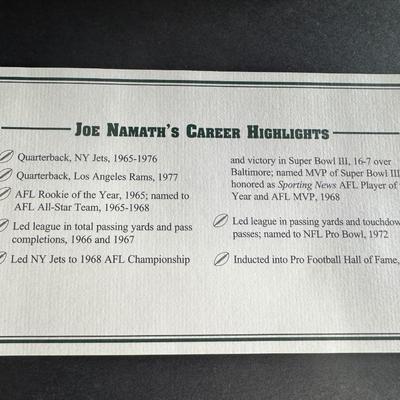 JOE NAMATH'S CAREER HIGHLIGHTS
Quarterback, NY Jets, 1965-1976
Quarterback, Los Angeles Rams, 1977
AFL Rookie of the Year, 1965; named to
AFL All-Star Team, 1965-1968
Led league in total passing yards and pass
completions, 1966 and 1967
Led NY Jets to 1968 AFL Championship
and victory in Super Bowl III, 16-7 over
Baltimore; named MVP of Super Bowl III
honored as Sporting News AFL Player of
Year and AFL MVP, 1968
Led league in passing yards and touchdow
passes; named to NFL Pro Bowl, 1972
Inducted into Pro Football Hall of Fame,